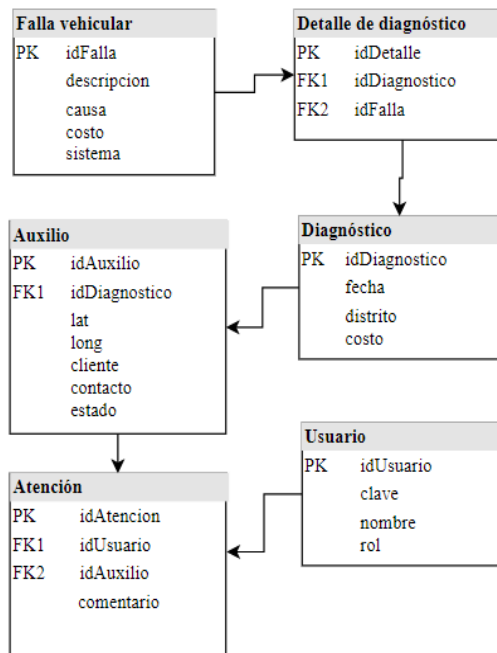 Falla vehicular
PK idFalla
descripcion
causa
costo
sistema
Detalle de diagnóstico
PK idDetalle
FK1 idDiagnostico
FK2 idFalla
Auxilio
PK idAuxilio
FK1 idDiagnostico
lat
long
cliente
contacto
estado
Diagnóstico
PK idDiagnostico
fecha
distrito
costo
Atención
PK idAtencion
FK1 idUsuario
FK2 idAuxilio
comentario
Usuario
PK idUsuario
clave
nombre
rol